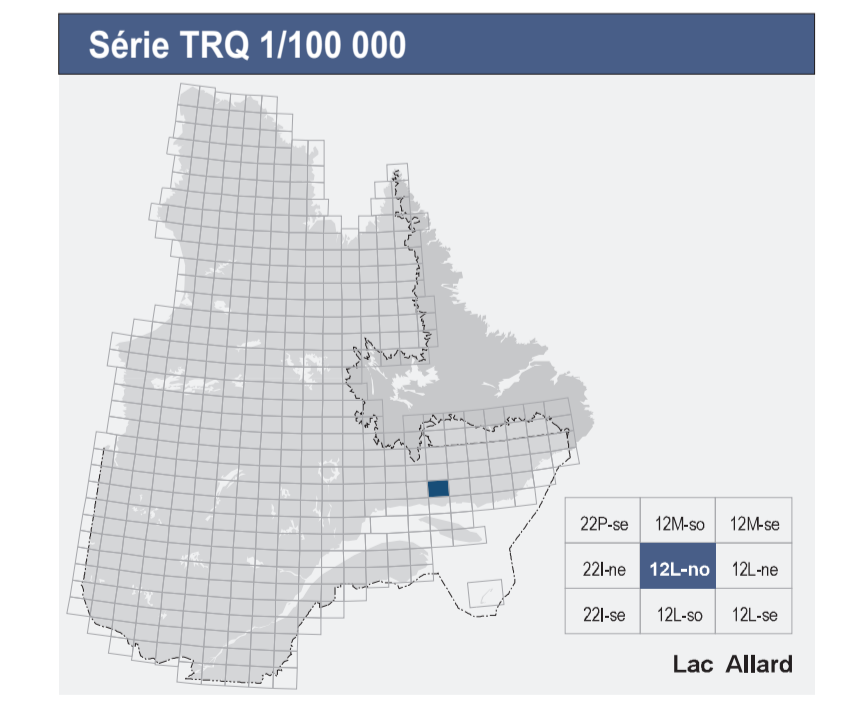 Série TRQ 1/100 000
22P-se 12M-so 12M-se
22I-ne 12L-no 12L-ne
22I-se 12L-so 12L-se
Lac Allard